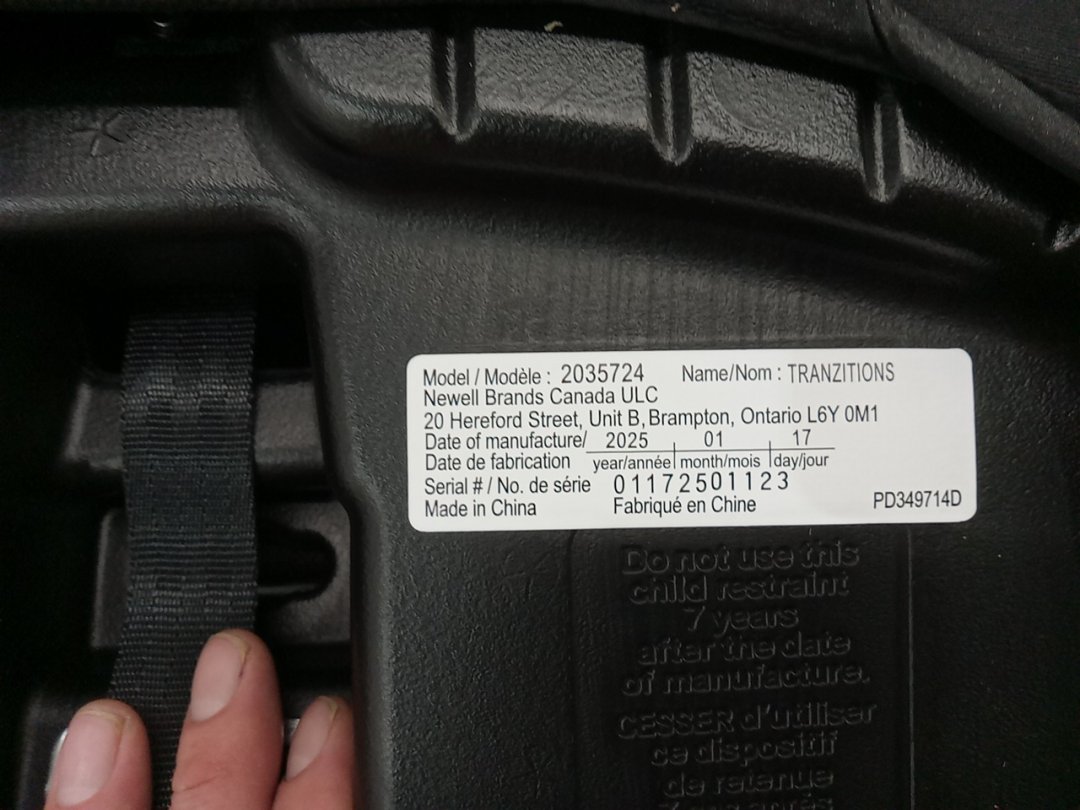 Model / Modèle : 2035724 Name/Nom : TRANZITIONS
Newell Brands Canada ULC
20 Hereford Street, Unit B, Brampton, Ontario L6Y 0M1
Date of manufacture/ 2025 01 17
Date de fabrication year/année month/mois day/jour
Serial # / No. de série 01172501123
Made in China Fabriqué en Chine PD349714D
Do not use this
child restraint
7 years
after the date
of manufacture.
CESSER d'utiliser
ce dispositif
de retenue
7 ans après